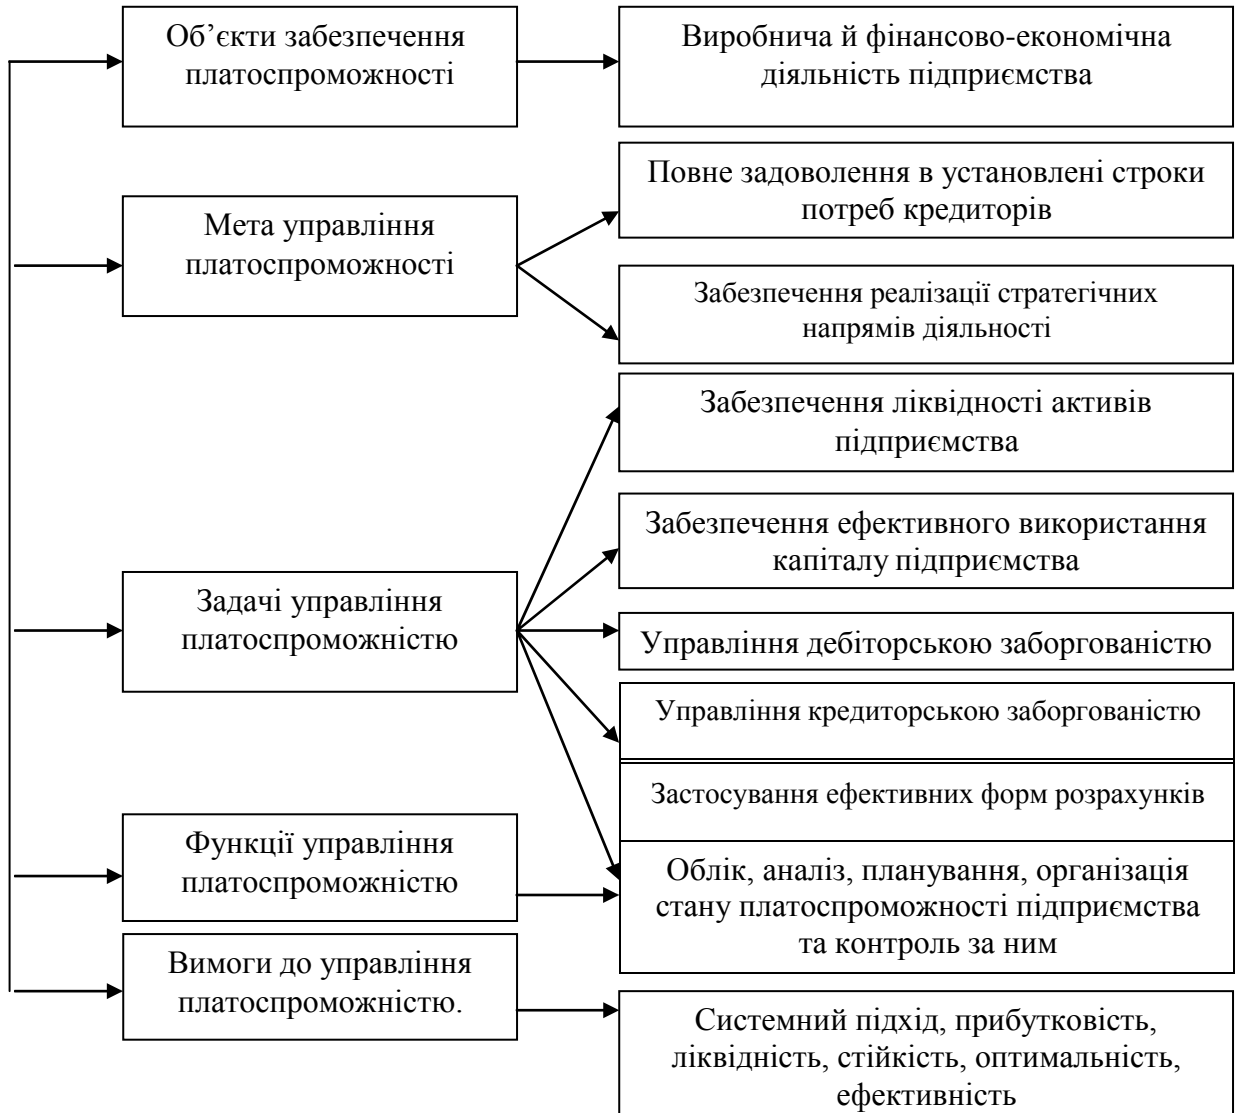 Об’єкти забезпечення
платоспроможності
Виробнича й фінансово-економічна
діяльність підприємства
Мета управління
платоспроможності
Повне задоволення в установлені строки
потреб кредиторів
Забезпечення реалізації стратегічних
напрямів діяльності
Задачі управління
платоспроможністю
Забезпечення ліквідності активів
підприємства
Забезпечення ефективного використання
капіталу підприємства
Управління дебіторською заборгованістю
Управління кредиторською заборгованістю
Застосування ефективних форм розрахунків
Функції управління
платоспроможністю
Облік, аналіз, планування, організація
стану платоспроможності підприємства
та контроль за ним
Вимоги до управління
платоспроможністю.
Системний підхід, прибутковість,
ліквідність, стійкість, оптимальність,
ефективність